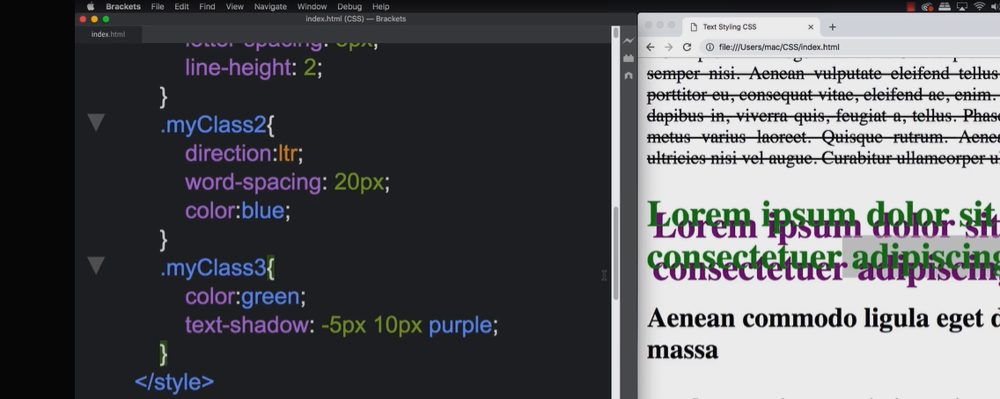 Brackets File Edit Find View Navigate Window Debug Help
index.html (CSS) — Brackets
index.html
line-height: 2;
}
.myClass2{
direction:ltr;
word-spacing: 20px;
color:blue;
}
.myClass3{
color:green;
text-shadow: -5px 10px purple;
}
</style>
Text Styling CSS
file:///Users/mac/CSS/index.html
semper nisi. Aenean vulputate eleifend tellus
porttitor eu, consequat vitae, eleifend ac, enim.
dapibus in, viverra quis, feugiat a, tellus. Phase
metus varius laoreet. Quisque rutrum. Aene
ultricies nisi vel augue. Curabitur ullamcorper ul
Lorem ipsum dolor sit
consectetuer adipiscing
Aenean commodo ligula eget d
massa